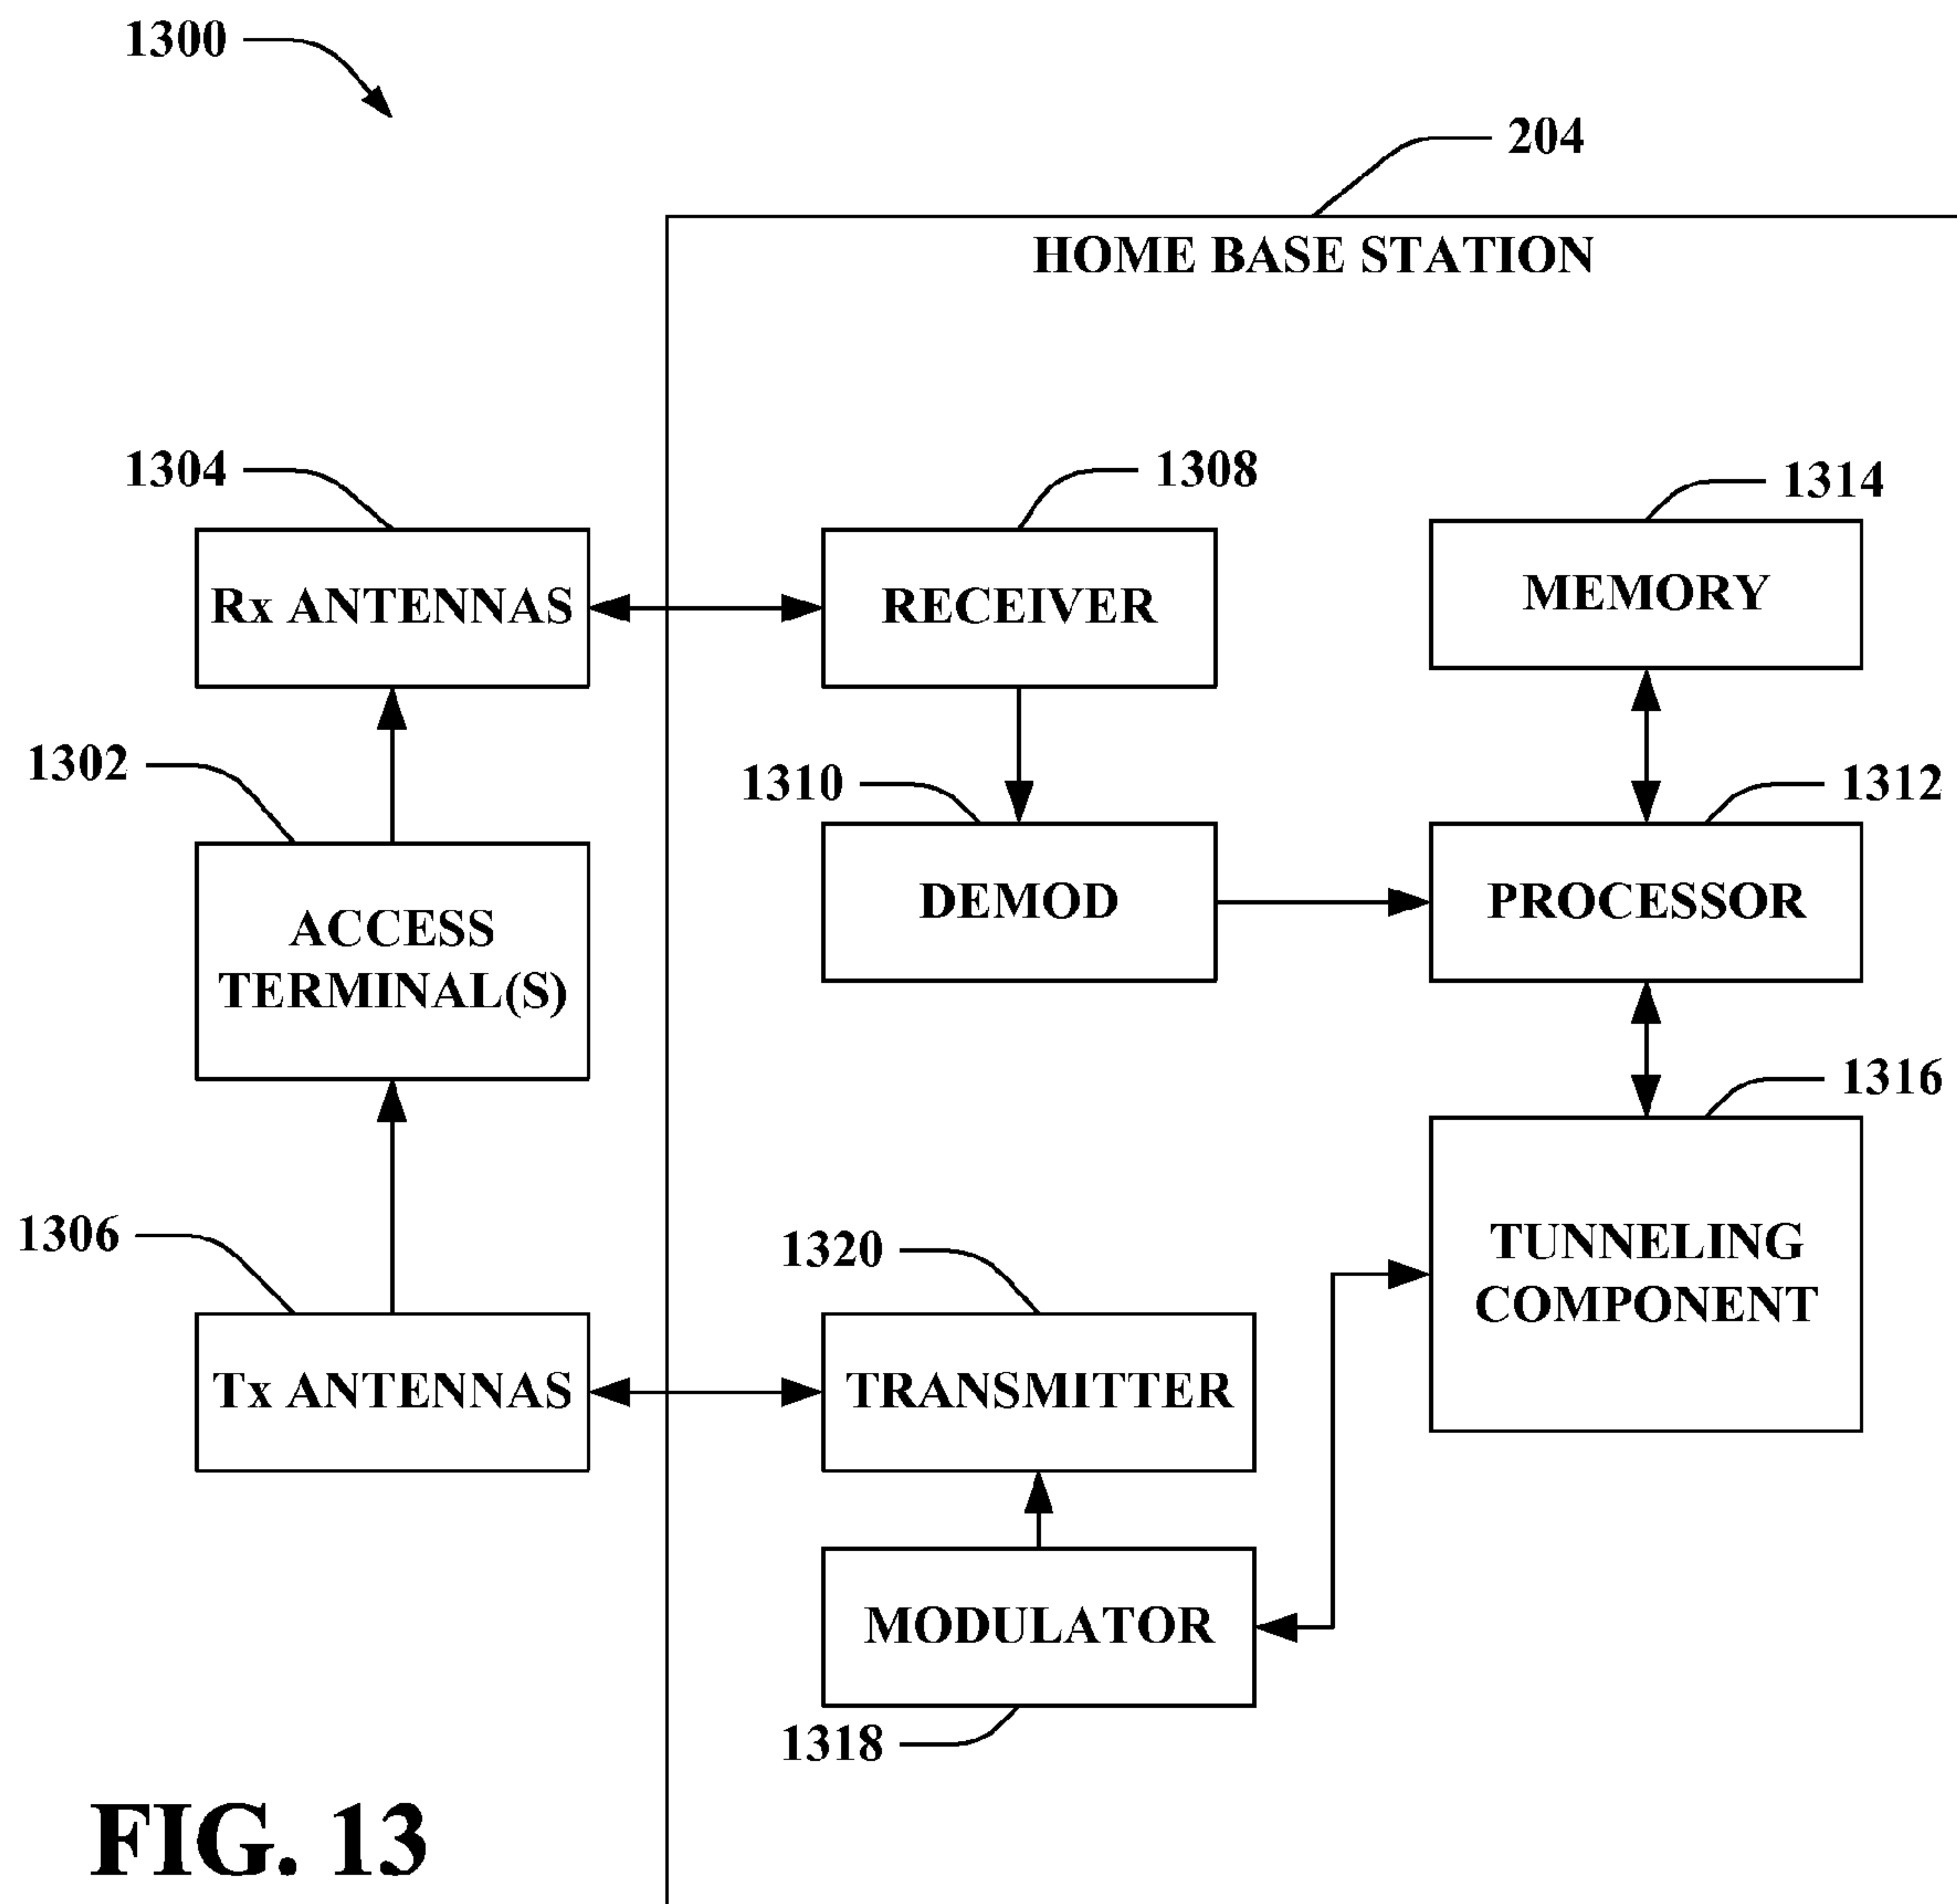 1300
204
HOME BASE STATION
1304
1308
1314
Rx ANTENNAS
RECEIVER
MEMORY
1302
1310
1312
ACCESS
TERMINAL(S)
DEMOD
PROCESSOR
1316
1306
1320
TUNNELING
COMPONENT
Tx ANTENNAS
TRANSMITTER
MODULATOR
1318
FIG. 13